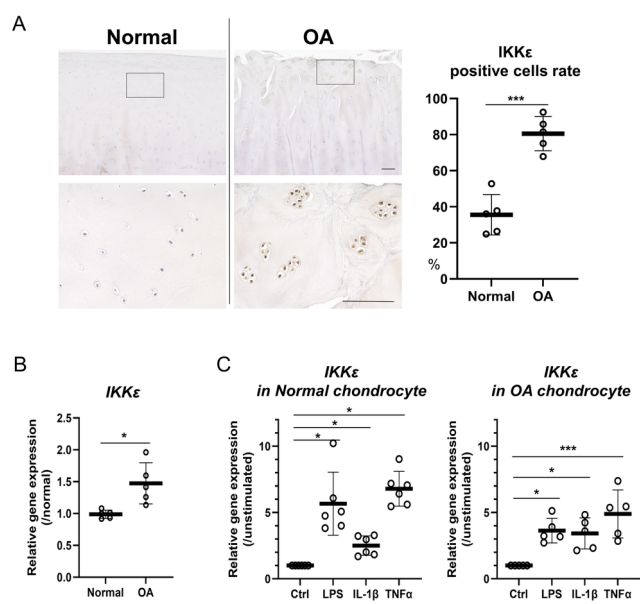 A
Normal
OA
IKKε
positive cells rate
***
100
80
60
40
20
0
%
Normal
OA
B
IKKε
Relative gene expression
(/normal)
*
2.5
2.0
1.5
1.0
0.5
0.0
Normal
OA
C
IKKε
in Normal chondrocyte
Relative gene expression
(/unstimulated)
*
*
*
10
5
0
Ctrl
LPS
IL-1β
TNFα
IKKε
in OA chondrocyte
Relative gene expression
(/unstimulated)
***
*
*
10
5
0
Ctrl
LPS
IL-1β
TNFα